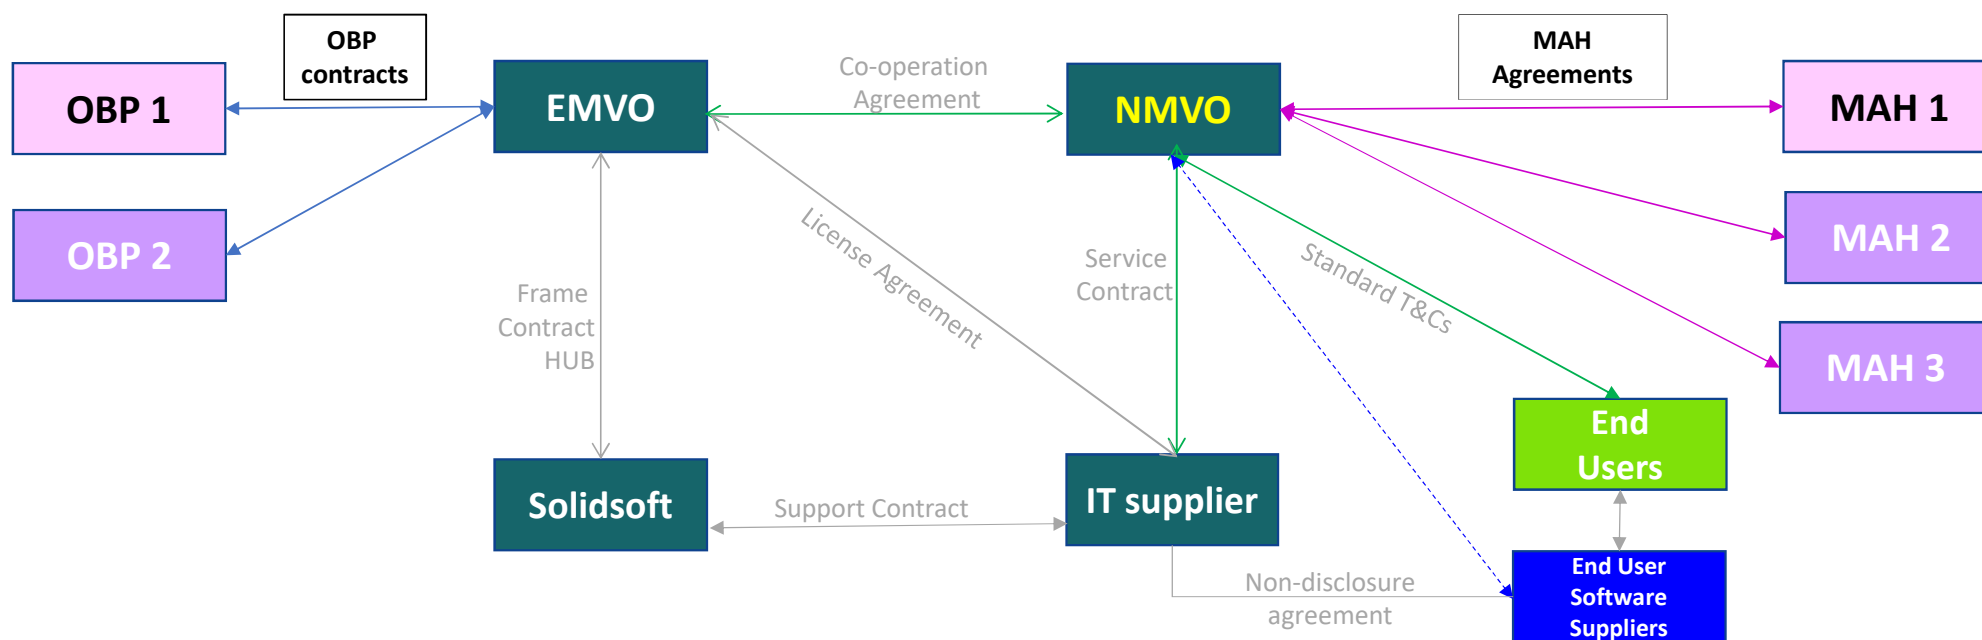 OBP
contracts
MAH
Agreements
OBP 1
EMVO
Co-operation
Agreement
NMVO
MAH 1
OBP 2
License Agreement
Service
Contract
Standard T&Cs
MAH 2
Frame
Contract
HUB
MAH 3
End
Users
Solidsoft
Support Contract
IT supplier
Non-disclosure
agreement
End User
Software
Suppliers